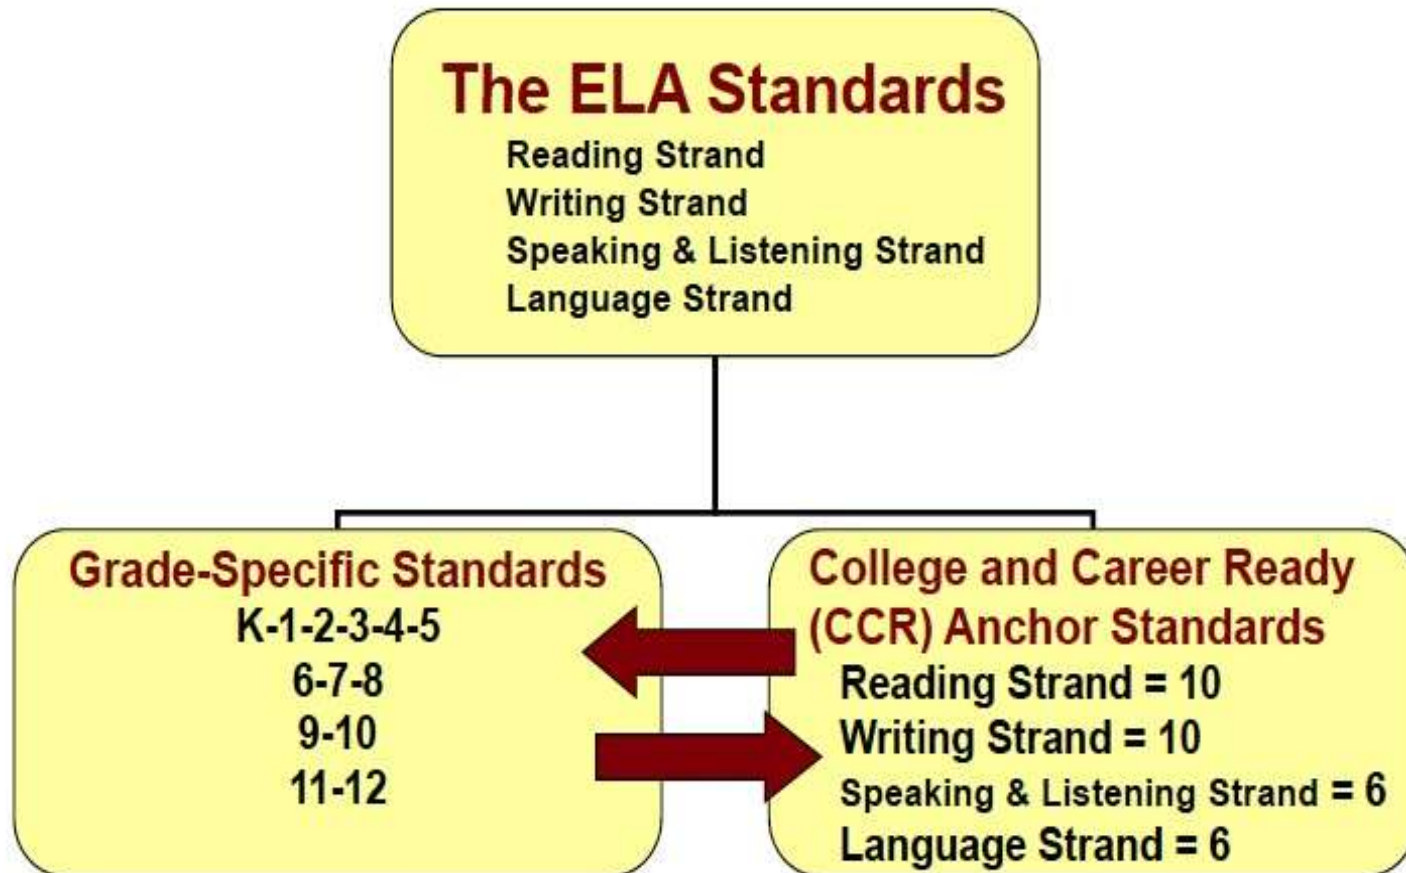 The ELA Standards
Reading Strand
Writing Strand
Speaking & Listening Strand
Language Strand
Grade-Specific Standards
K-1-2-3-4-5
6-7-8
9-10
11-12
College and Career Ready
(CCR) Anchor Standards
Reading Strand = 10
Writing Strand = 10
Speaking & Listening Strand = 6
Language Strand = 6